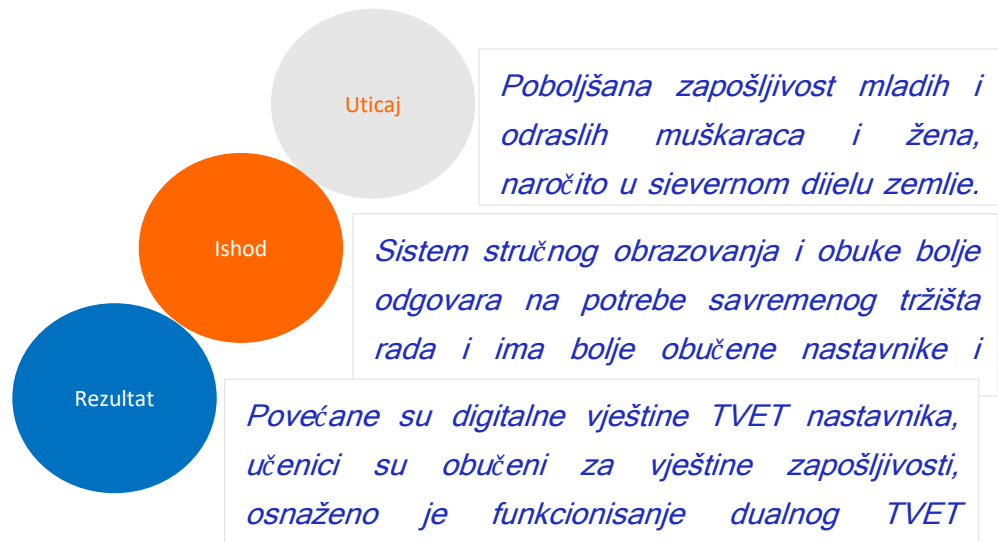 Uticaj
Poboljšana zapošljivost mladih i
odraslih muškaraca i žena,
naročito u sjevernom dijelu zemlje.
Ishod
Sistem stručnog obrazovanja i obuke bolje
odgovara na potrebe savremenog tržišta
rada i ima bolje obučene nastavnike i
Rezultat
Povećane su digitalne vještine TVET nastavnika,
učenici su obučeni za vještine zapošljivosti,
osnaženo je funkcionisanje dualnog TVET